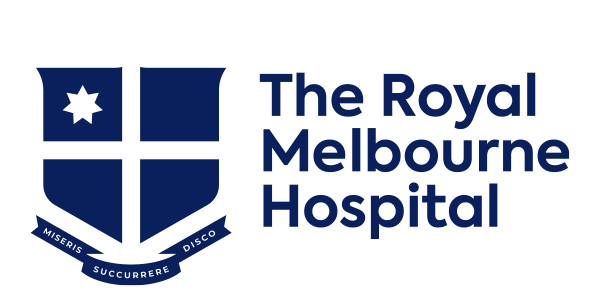 The Royal
Melbourne
Hospital
MISERIS
SUCCURRERE
DISCO